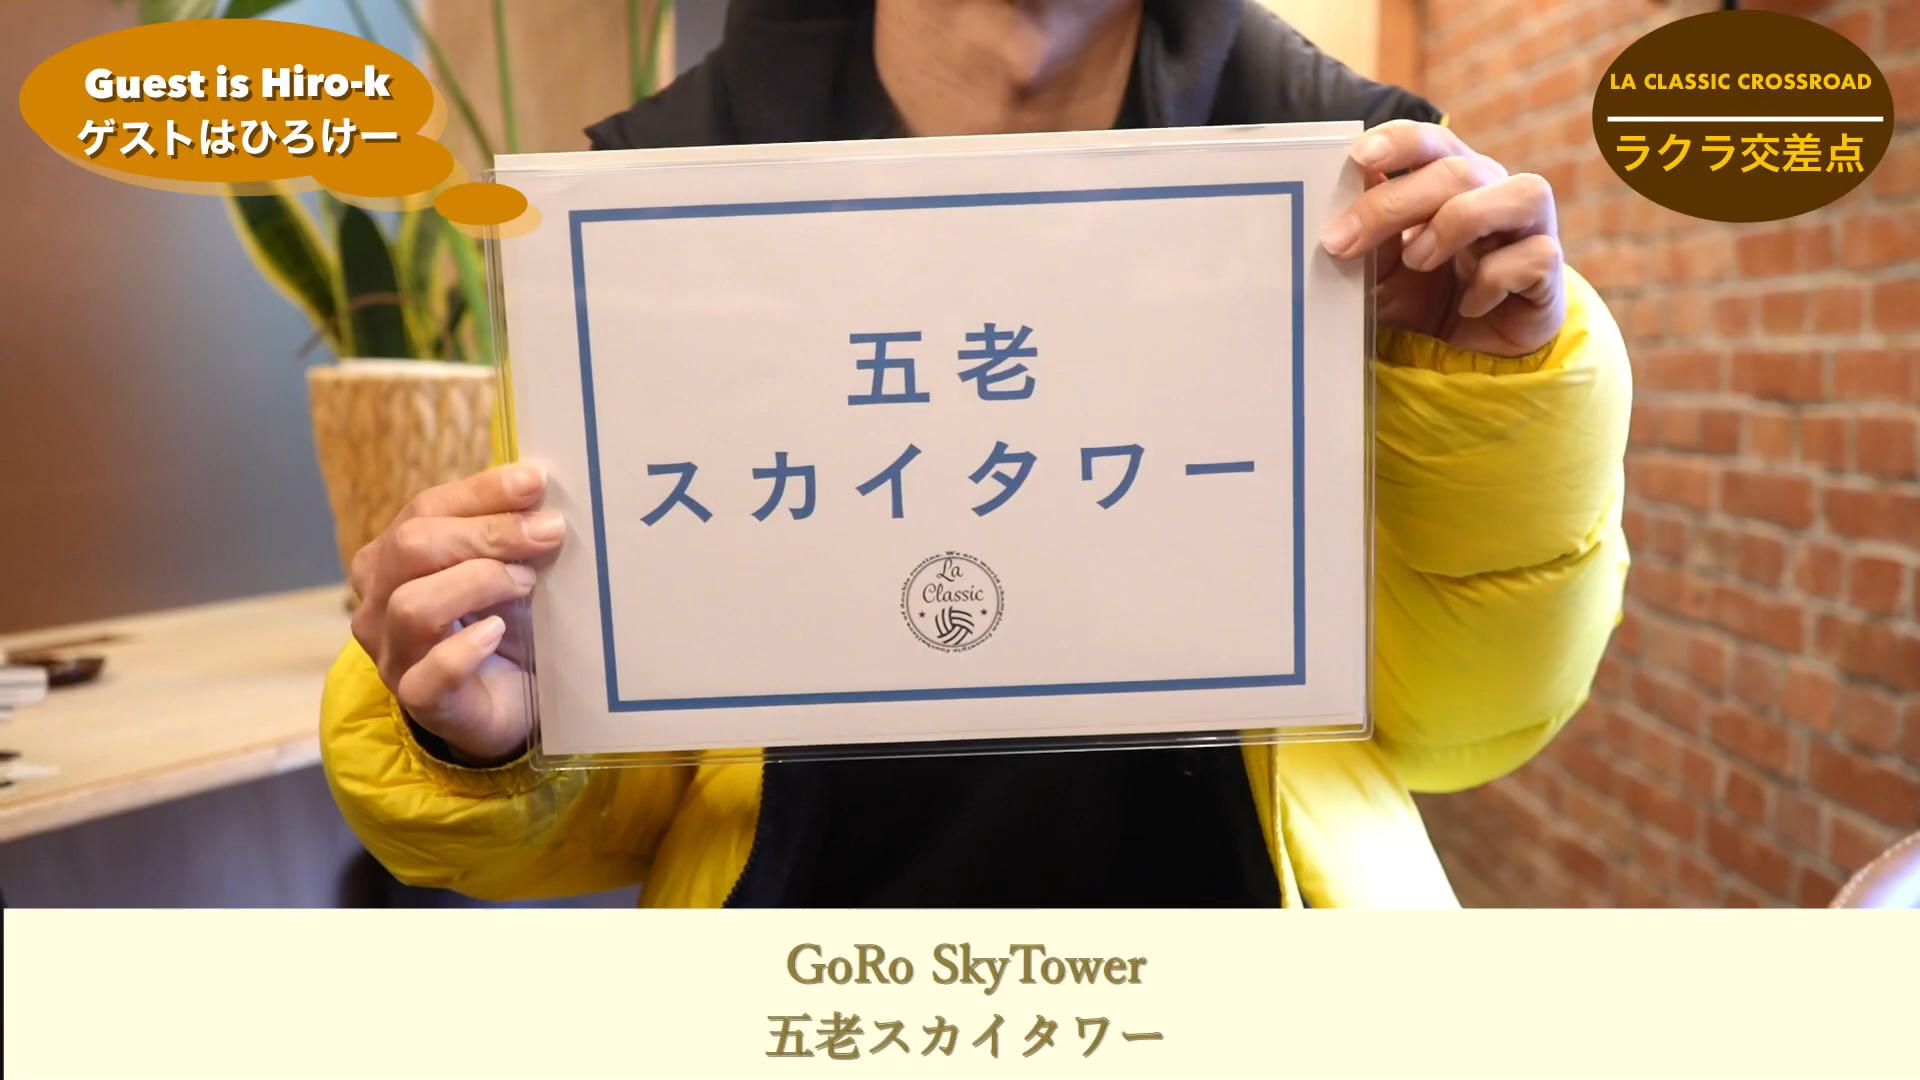 Guest is Hiro-k
ゲストはひろけー
LA CLASSIC CROSSROAD
ラクラ交差点
五老
スカイタワー
La
Classic
GoRo SkyTower
五老スカイタワー